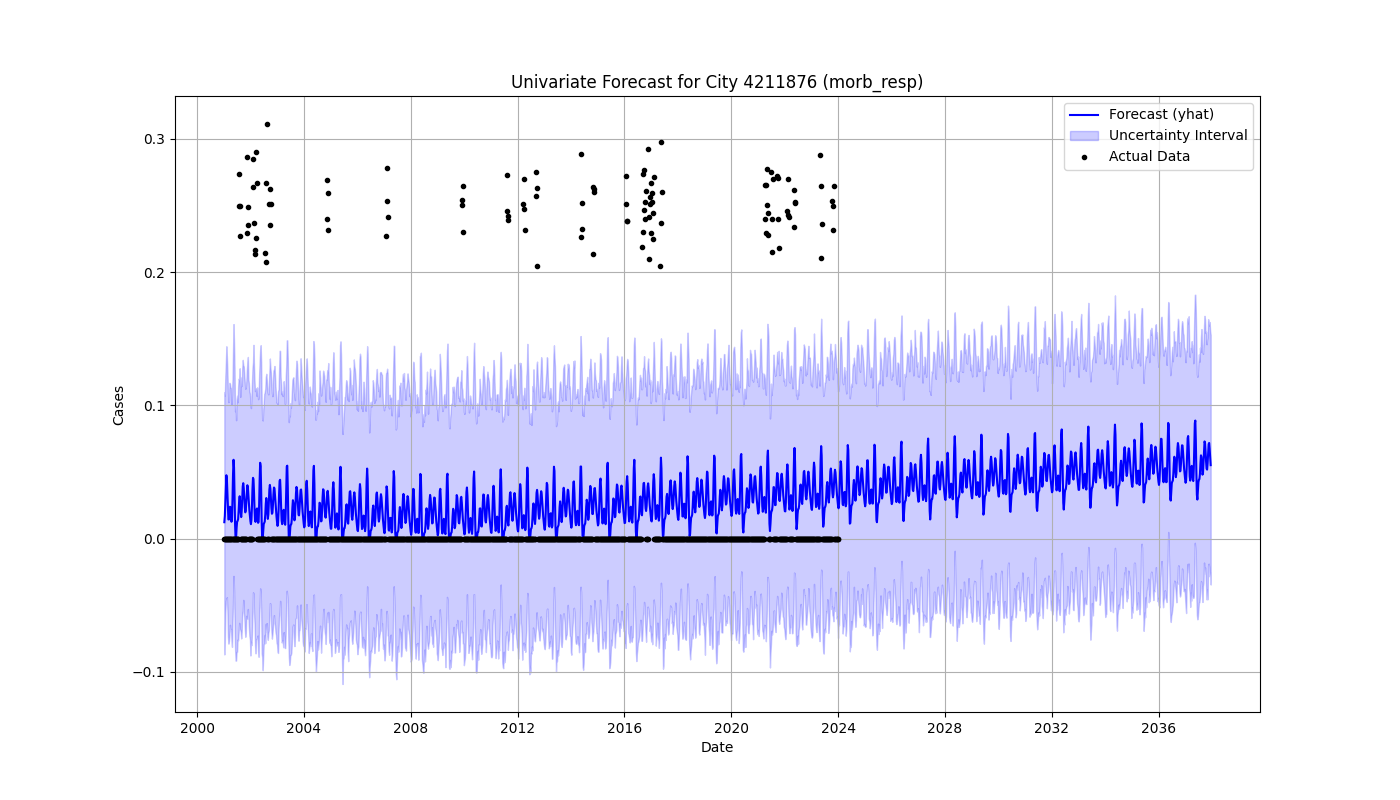 Univariate Forecast for City 4211876 (morb_resp)
Forecast (yhat)
Uncertainty Interval
Actual Data
0.3
0.2
0.1
0.0
−0.1
Cases
2000 2004 2008 2012 2016 2020 2024 2028 2032 2036
Date